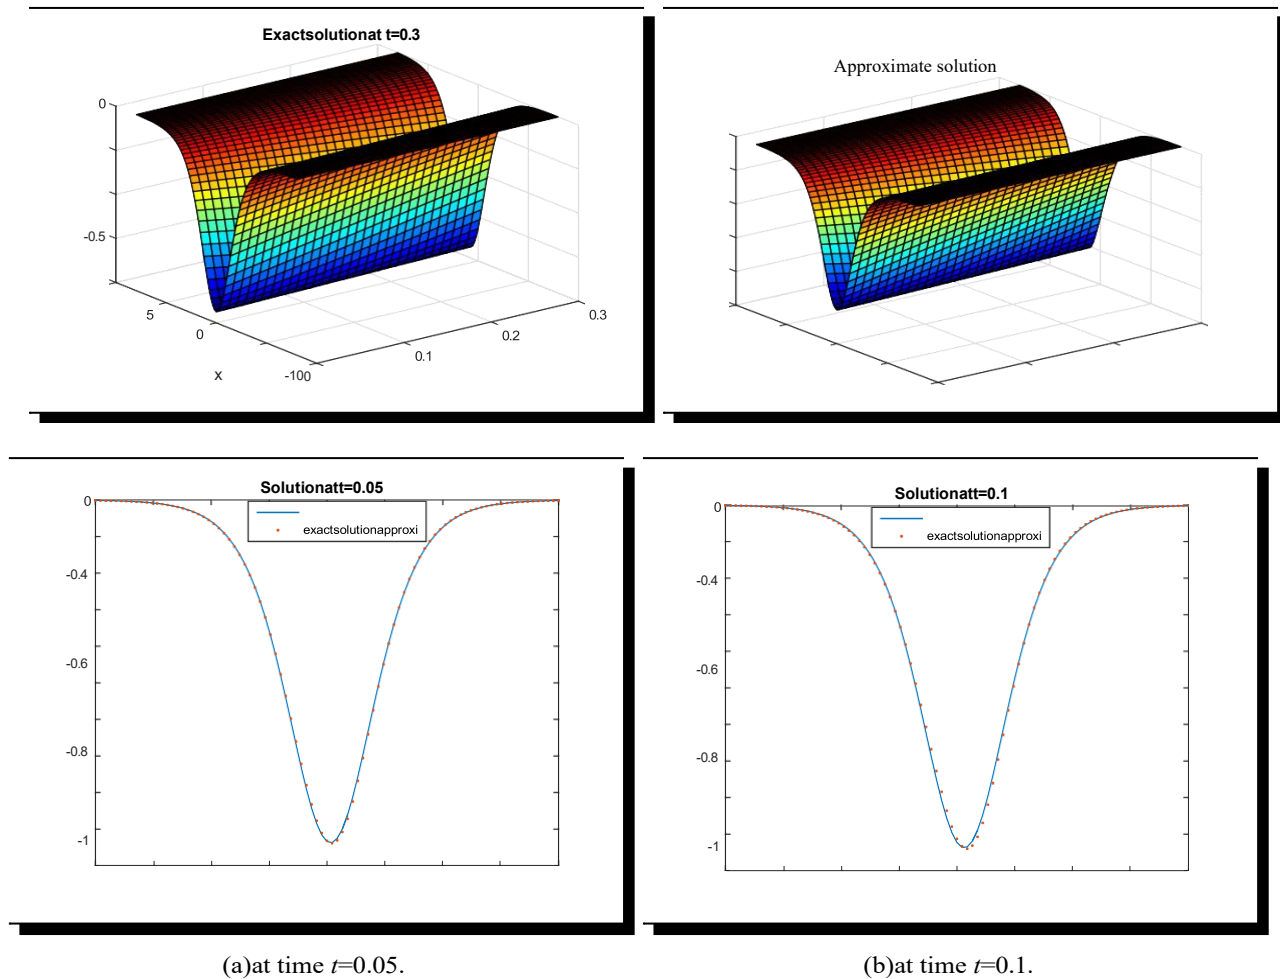 Exactsolutionat t=0.3
0
-0.5
5
0
x
-100
0.1
0.2
0.3
Approximate solution
Solutionatt=0.05
exactsolutionapproxi
0
-0.4
-0.6
-0.8
-1
Solutionatt=0.1
exactsolutionapproxi
0
-0.4
-0.6
-0.8
-1
(a)at time t=0.05.
(b)at time t=0.1.